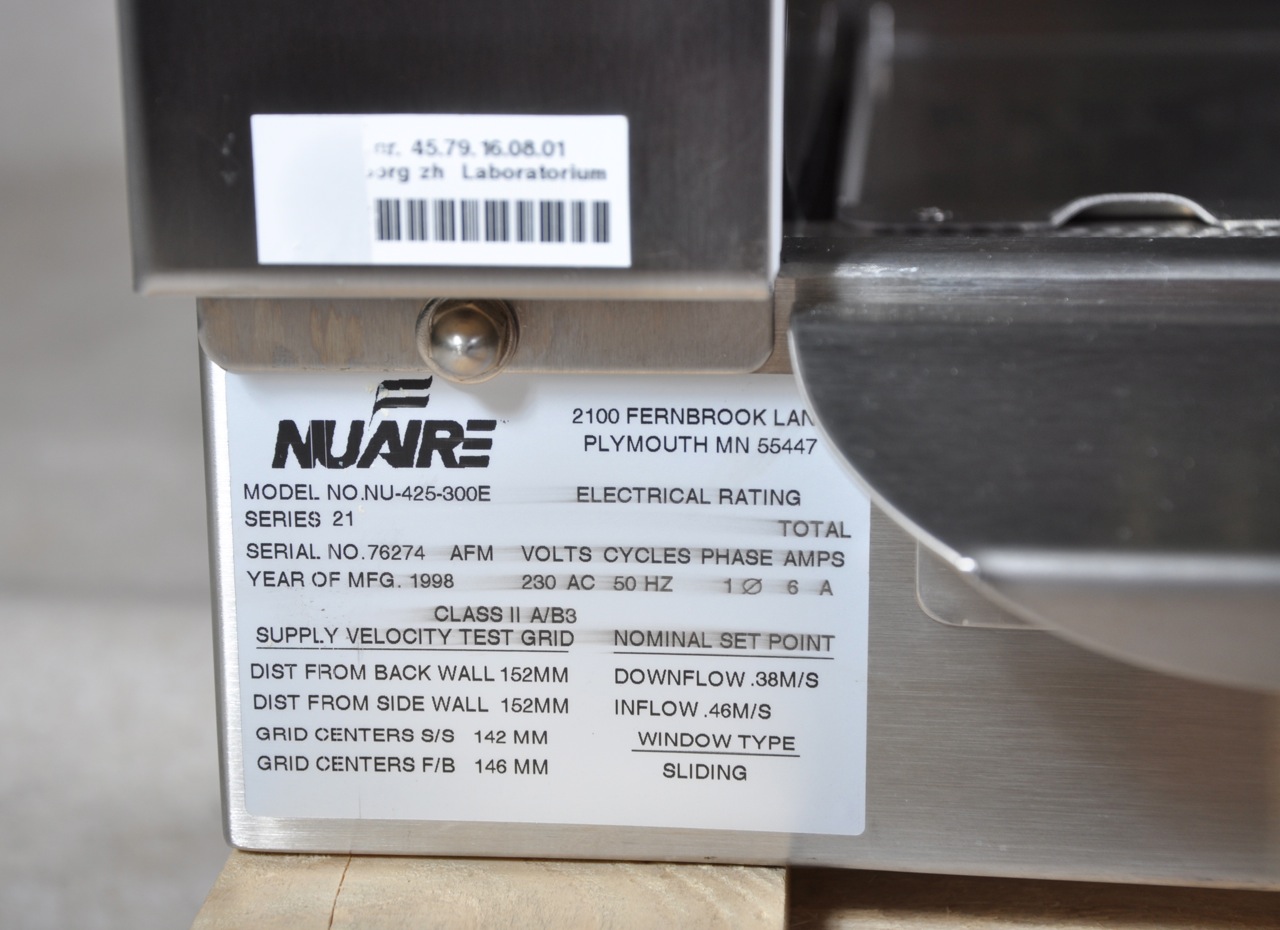 nr. 45.79.16.08.01
org zh Laboratorium
NUAIRE
2100 FERNBROOK LAN
PLYMOUTH MN 55447
MODEL NO.NU-425-300E
SERIES 21
ELECTRICAL RATING
TOTAL
SERIAL NO.76274 AFM VOLTS CYCLES PHASE AMPS
YEAR OF MFG. 1998 230 AC 50 HZ 1 Ø 6 A
CLASS II A/B3
SUPPLY VELOCITY TEST GRID
DIST FROM BACK WALL 152MM
DIST FROM SIDE WALL 152MM
GRID CENTERS S/S 142 MM
GRID CENTERS F/B 146 MM
NOMINAL SET POINT
DOWNFLOW .38M/S
INFLOW .46M/S
WINDOW TYPE
SLIDING